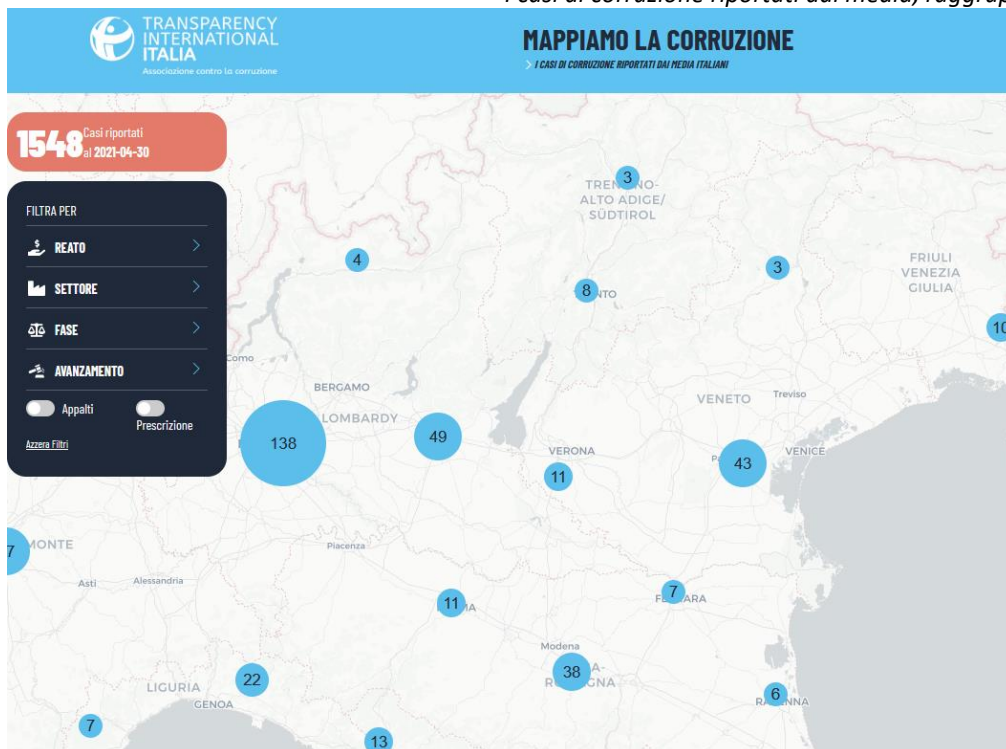 I casi di corruzione riportati dai media, raggrup
TRANSPARENCY
INTERNATIONAL
ITALIA
Associazione contro la corruzione
MAPPIAMO LA CORRUZIONE
> I CASI DI CORRUZIONE RIPORTATI DAI MEDIA ITALIANI
1548 Casi riportati
al 2021-04-30
FILTRA PER
REATO
SETTORE
FASE
AVANZAMENTO
Appalti
Prescrizione
Azzera Filtri
3
ALTO ADIGE/
SÜDTIROL
4
3
FRIULI
VENEZIA
GIULIA
8
10
Como
BERGAMO
LOMBARDY
VENETO
Treviso
138
49
VERONA
43
VENICE
11
7
MONTE
Piacenza
Asti
Alessandria
11
7
Modena
38
LIGURIA
22
GENOA
6
7
13